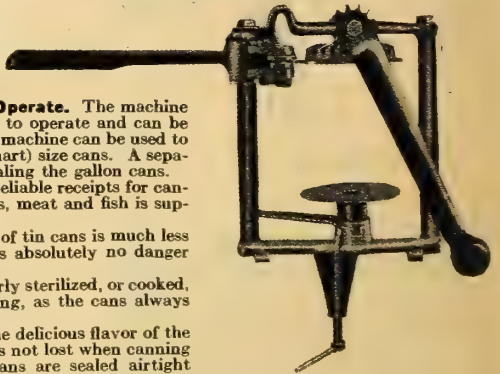 Operate. The machine
to operate and can be
machine can be used to
art) size cans. A sepa-
aling the gallon cans.
eliable receipts for can-
s, meat and fish is sup-
of tin cans is much less
s absolutely no danger
rly sterilized, or cooked,
ng, as the cans always
e delicious flavor of the
s not lost when canning
ans are sealed airtight